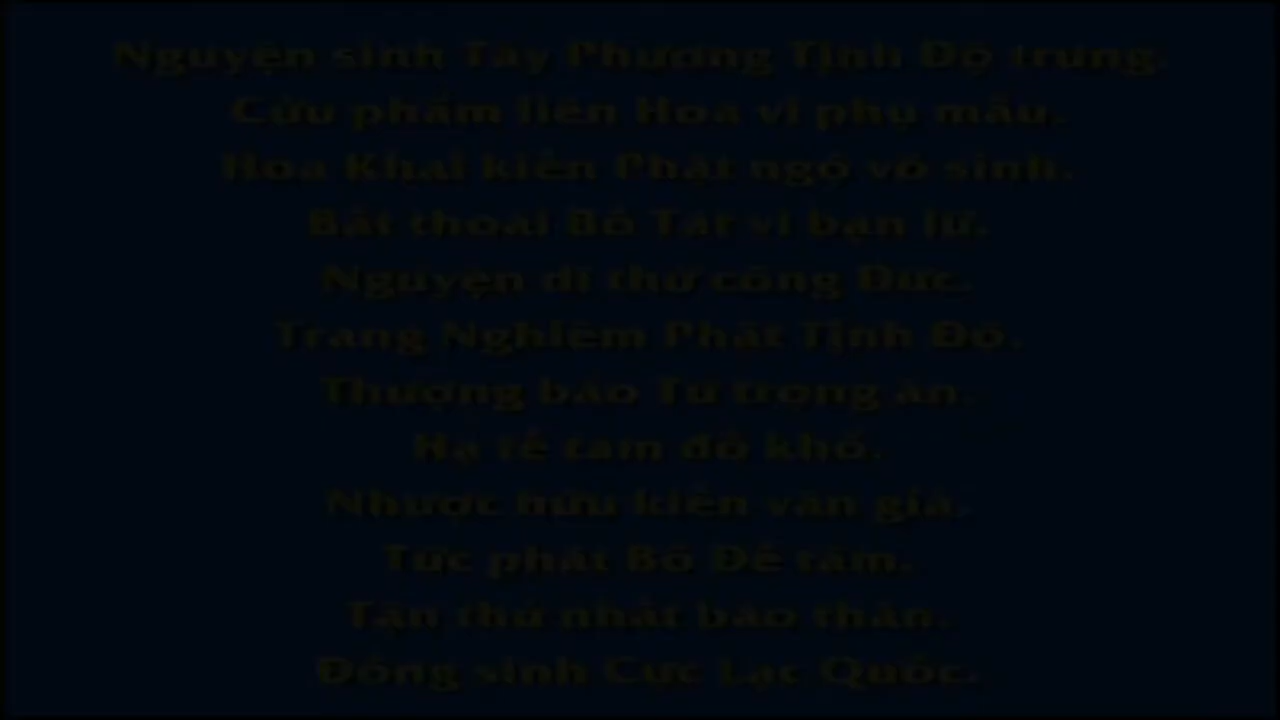 Nguyện sinh Tây Phương Tịnh Độ trung.
Cửu phẩm liên Hoa vi phụ mẫu.
Hoa Khai kiến Phật ngộ vô sinh.
Bất thoái Bồ Tát vi bạn lữ.
Nguyện dĩ thử công Đức.
Trang Nghiêm Phật Tịnh Độ.
Thượng báo Tứ trọng ân.
Hạ tế tam đồ khổ.
Nhược hữu kiến văn giả.
Tức phát Bồ Đề tâm.
Tận thử nhất báo thân.
Đồng sinh Cực Lạc Quốc.